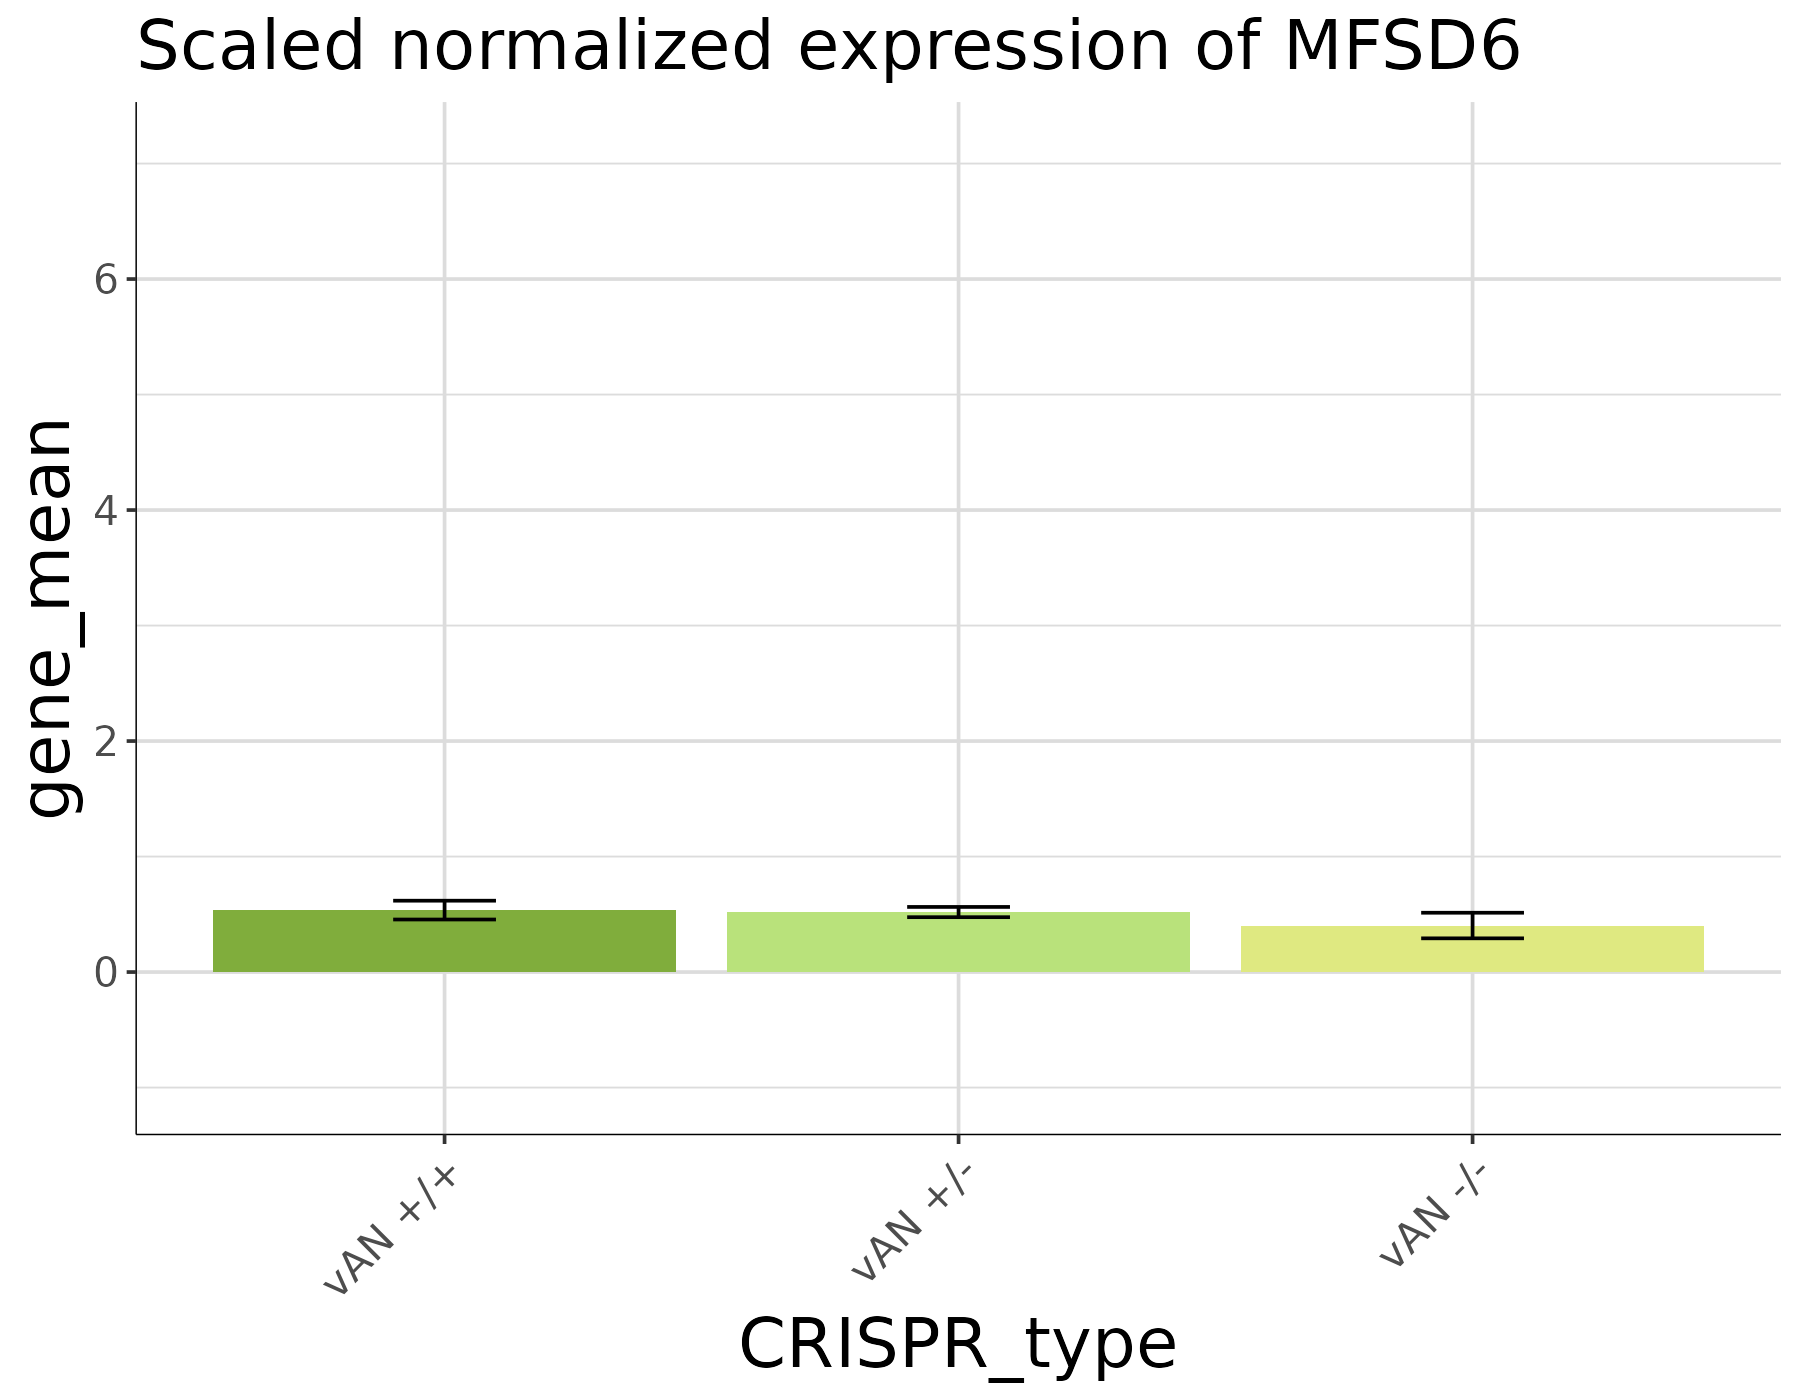 Scaled normalized expression of MFSD6
gene_mean
6
4
2
0
vAN +/+
vAN +/-
vAN -/-
CRISPR_type